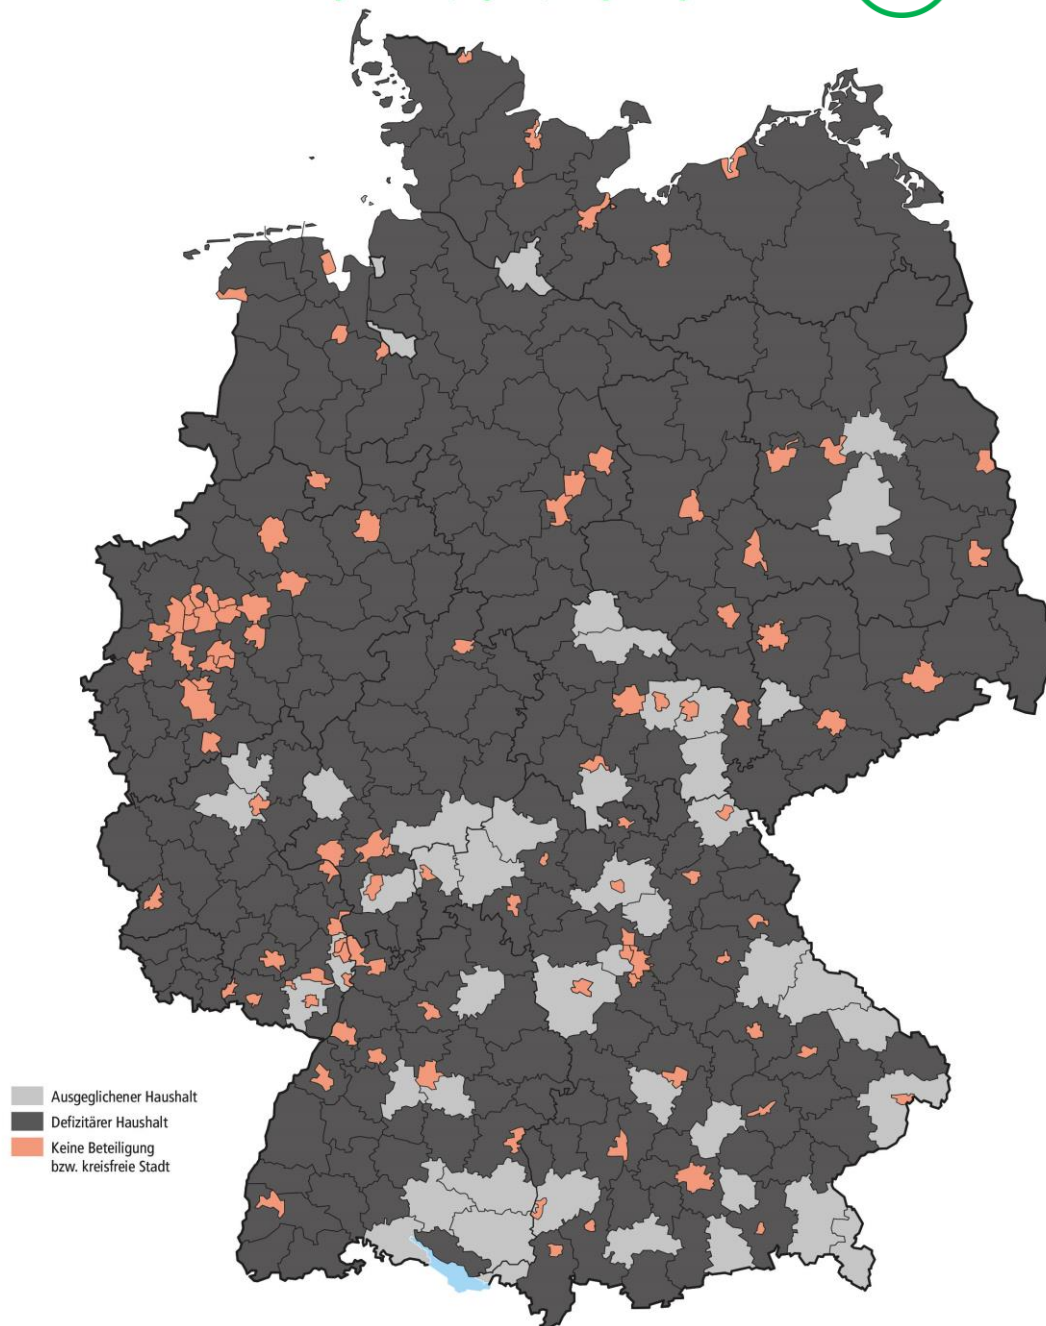 Ausgeglichener Haushalt
Defizitärer Haushalt
Keine Beteiligung
bzw. kreisfreie Stadt